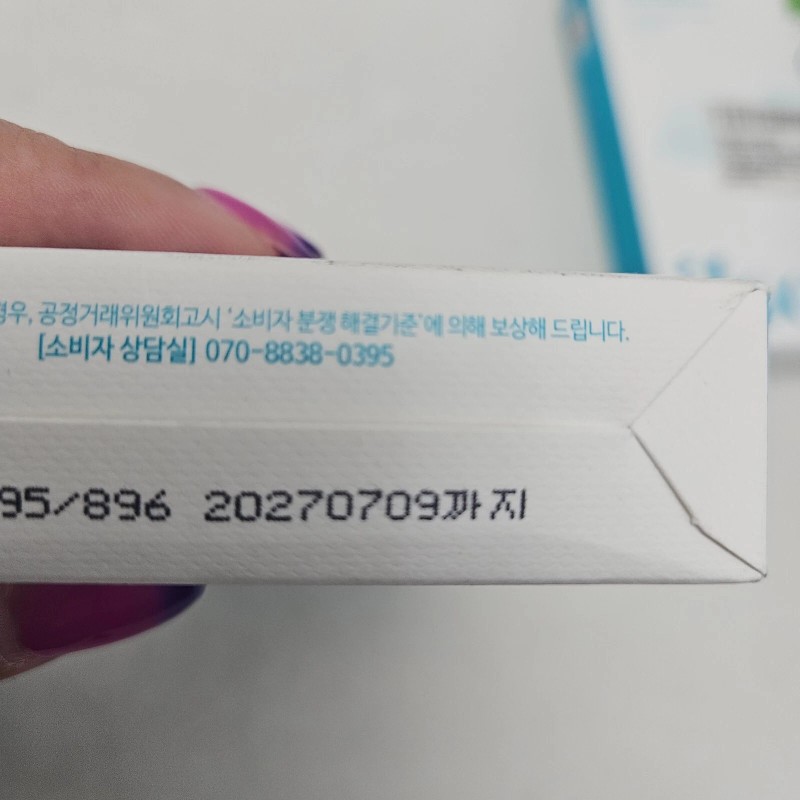 경우, 공정거래위원회고시 '소비자 분쟁 해결기준'에 의해 보상해 드립니다.
[소비자 상담실] 070-8838-0395
95/896 20270709까지